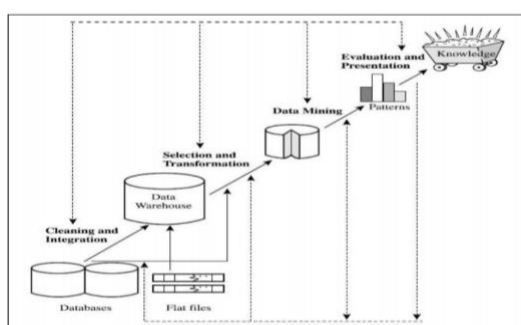 Evaluation and
Presentation
Knowledge
Patterns
Data Mining
Selection and
Transformation
Data
Warehouse
Cleaning and
Integration
Databases
Flat files